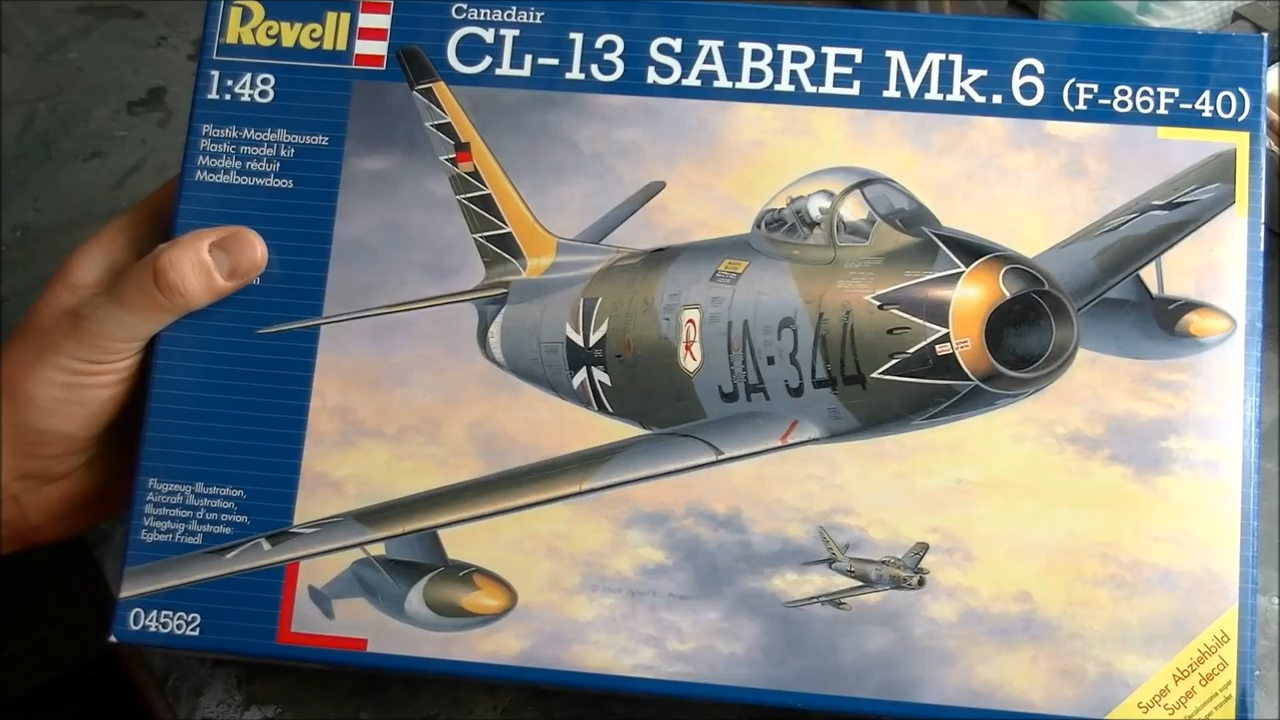 Revell
Canadair
CL-13 SABRE Mk.6 (F-86F-40)
1:48
Plastik-Modellbausatz
Plastic model kit
Modèle réduit
Modelbouwdoos
R
JA-344
Flugzeug-Illustration,
Aircraft illustration,
Illustration d'un avion,
Vliegtuig-illustratie:
Egbert Friedl
04562
Super Abziehbild
Super decal